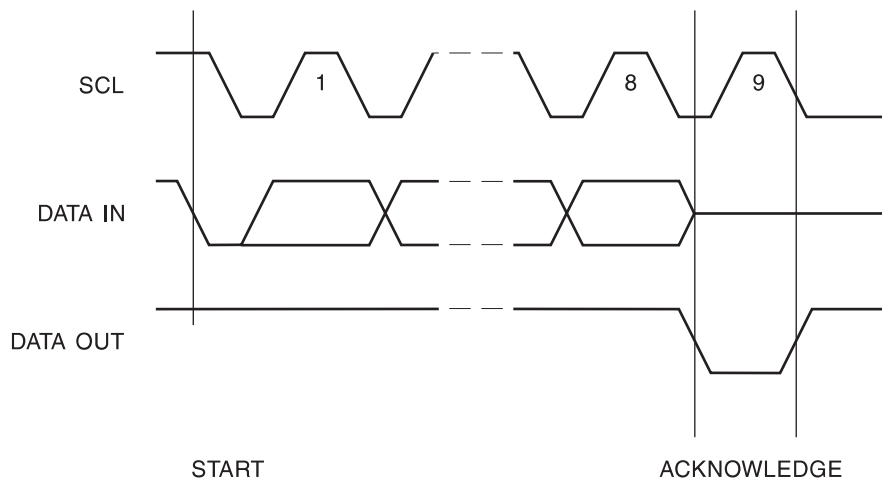 SCL
1
8
9
DATA IN
DATA OUT
START
ACKNOWLEDGE